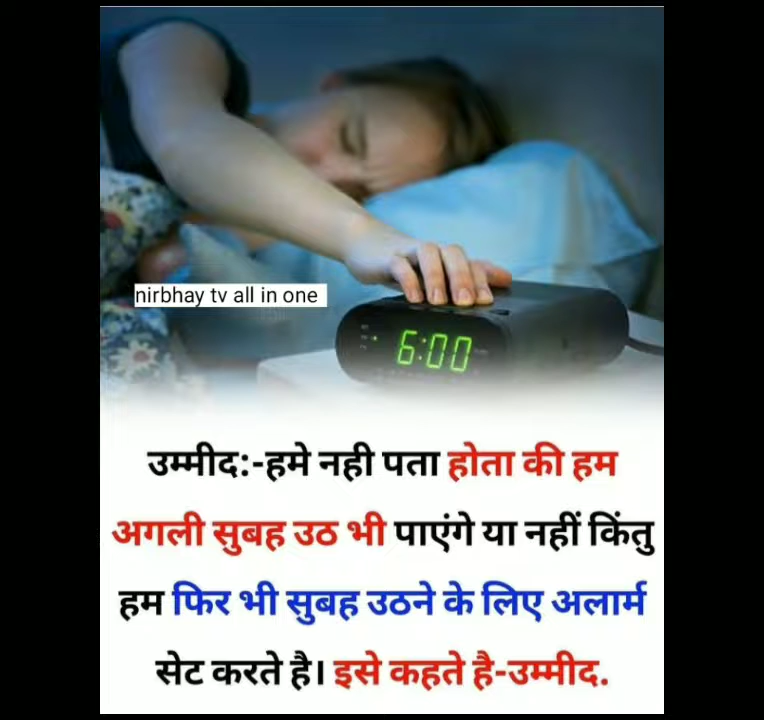 nirbhay tv all in one
6:00
उम्मीद:-हमे नही पता होता की हम
अगली सुबह उठ भी पाएंगे या नहीं किंतु
हम फिर भी सुबह उठने के लिए अलार्म
सेट करते है। इसे कहते है-उम्मीद.